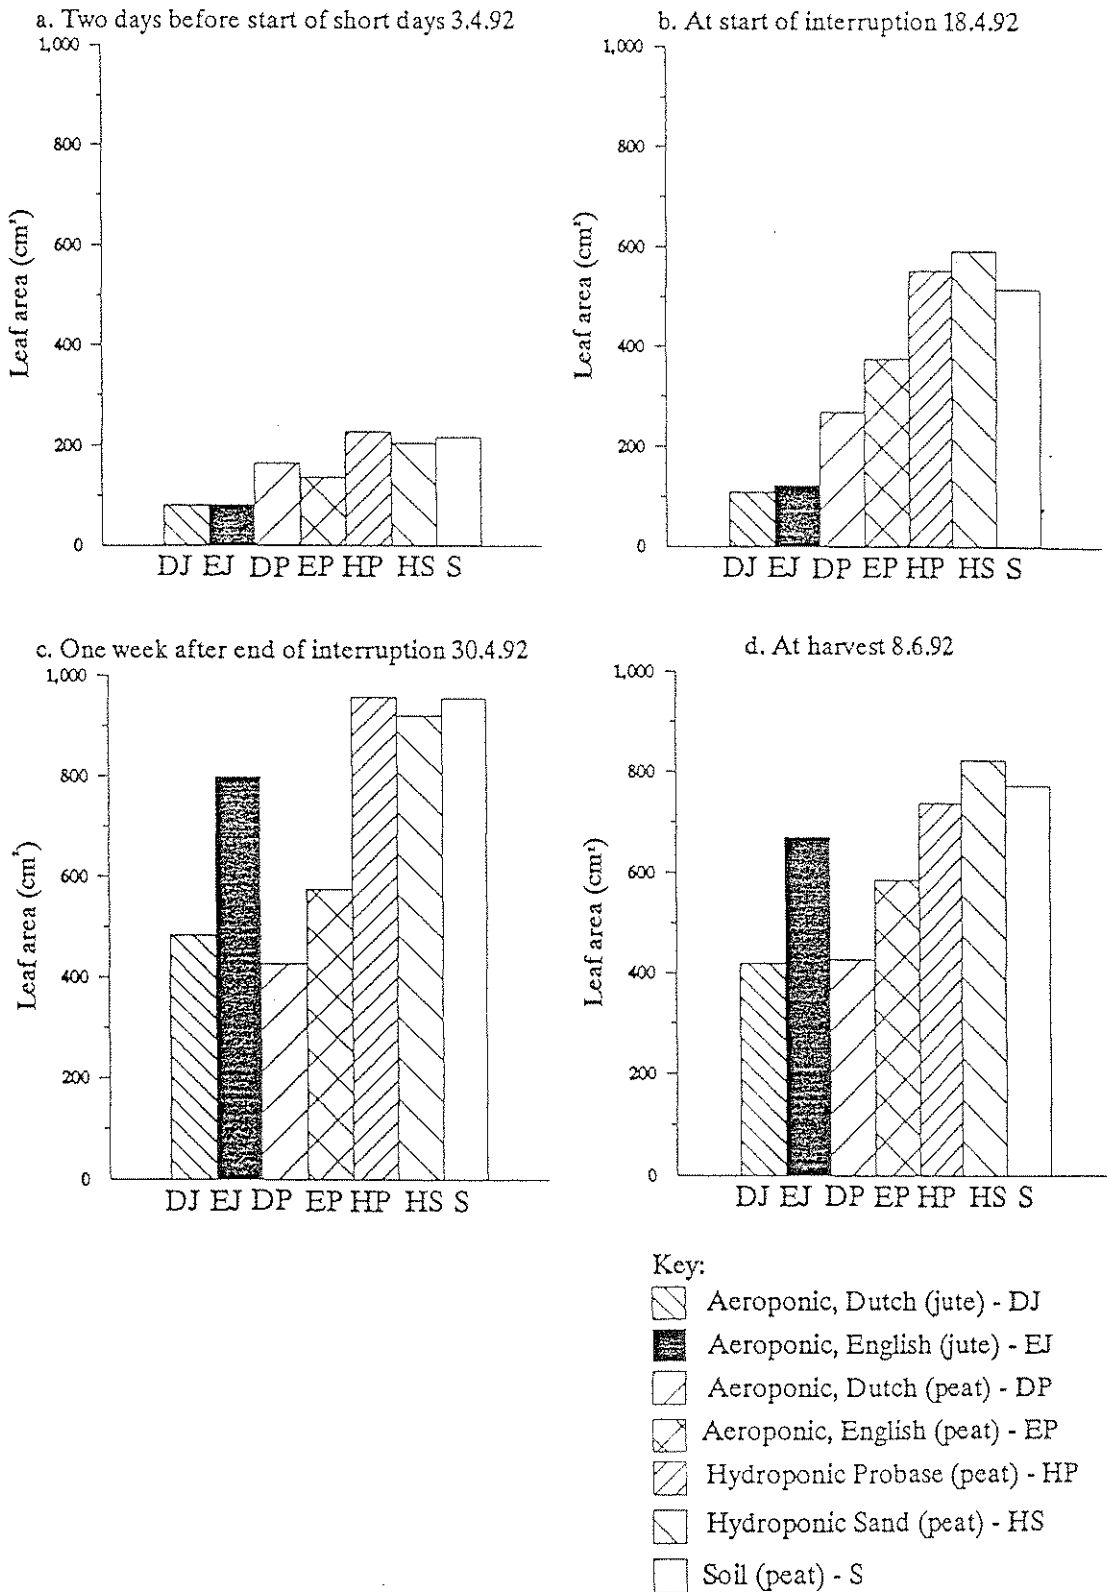 a. Two days before start of short days 3.4.92
1,000
800
600
400
200
0
Leaf area (cm²)
DJ EJ DP EP HP HS S
b. At start of interruption 18.4.92
1,000
800
600
400
200
0
Leaf area (cm²)
DJ EJ DP EP HP HS S
c. One week after end of interruption 30.4.92
1,000
800
600
400
200
0
Leaf area (cm²)
DJ EJ DP EP HP HS S
d. At harvest 8.6.92
1,000
800
600
400
200
0
Leaf area (cm²)
DJ EJ DP EP HP HS S
Key:
Aeroponic, Dutch (jute) - DJ
Aeroponic, English (jute) - EJ
Aeroponic, Dutch (peat) - DP
Aeroponic, English (peat) - EP
Hydroponic Probase (peat) - HP
Hydroponic Sand (peat) - HS
Soil (peat) - S